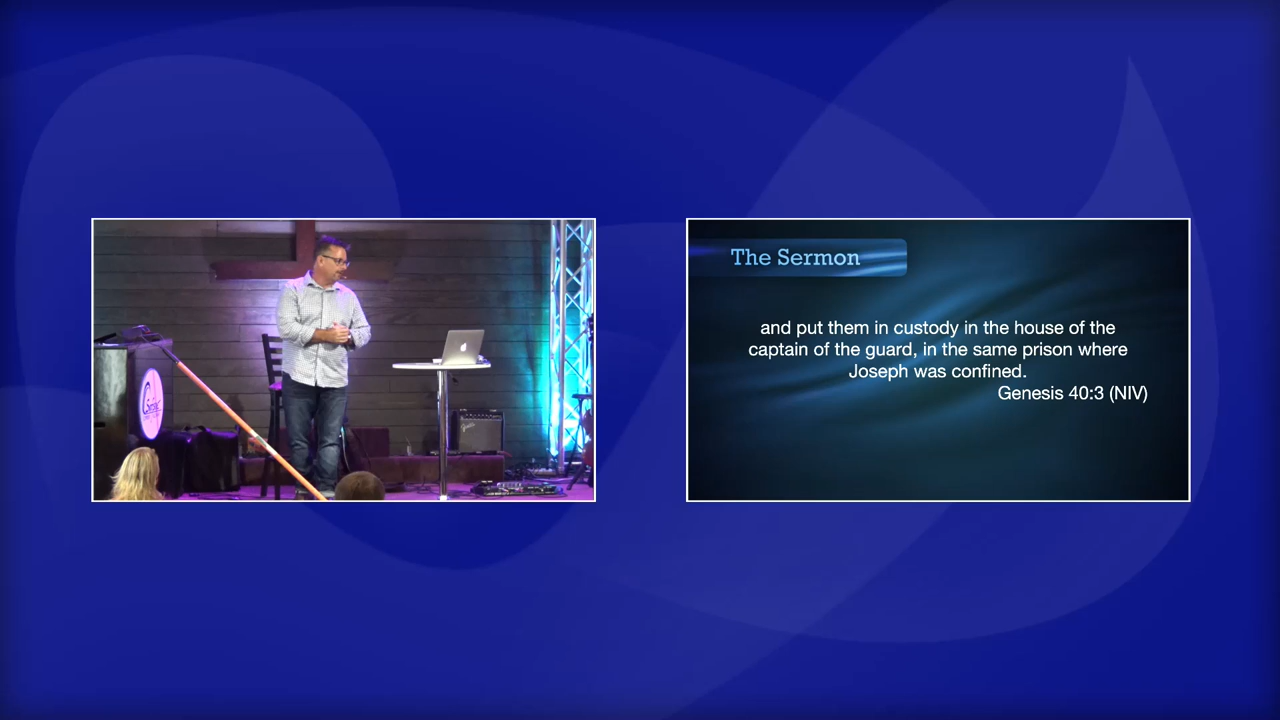 The Sermon
and put them in custody in the house of the
captain of the guard, in the same prison where
Joseph was confined.
Genesis 40:3 (NIV)
Fender